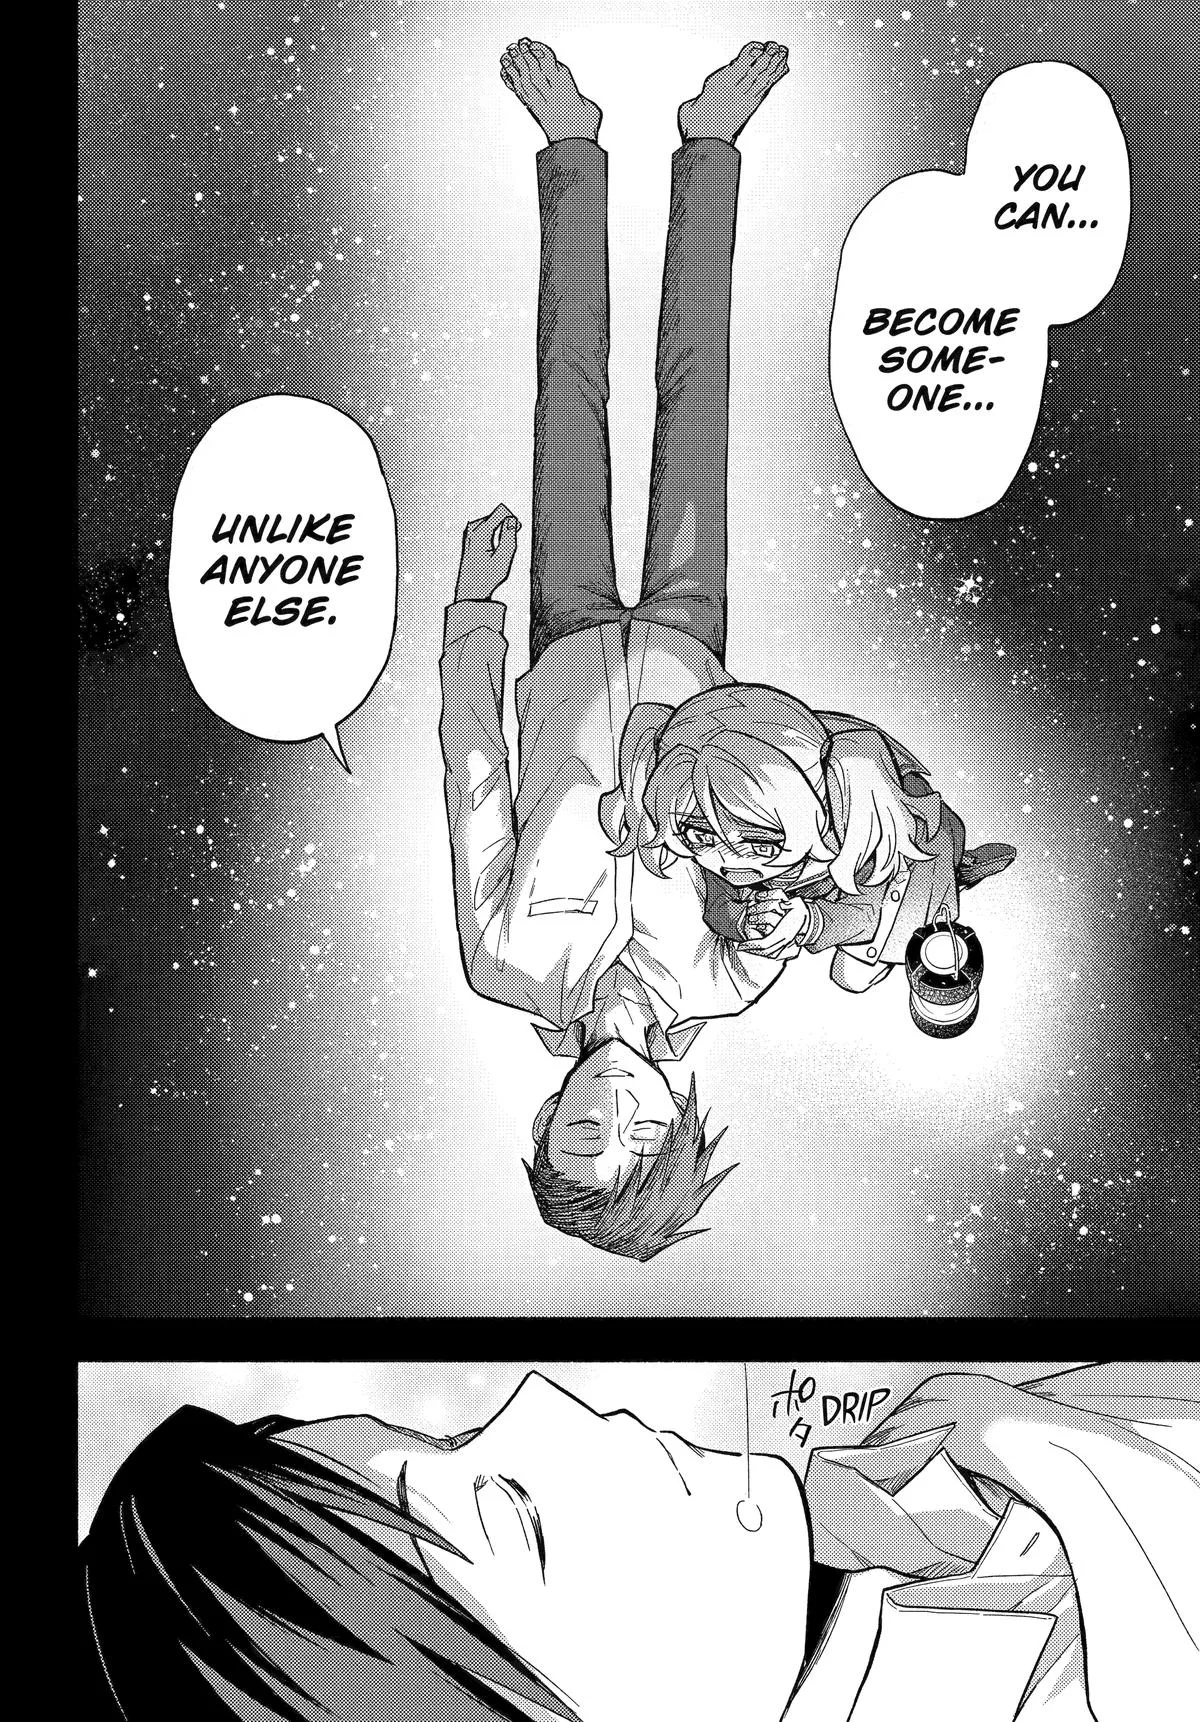 YOU
CAN...
BECOME
SOME-
ONE...
UNLIKE
ANYONE
ELSE.
ポタ
DRIP